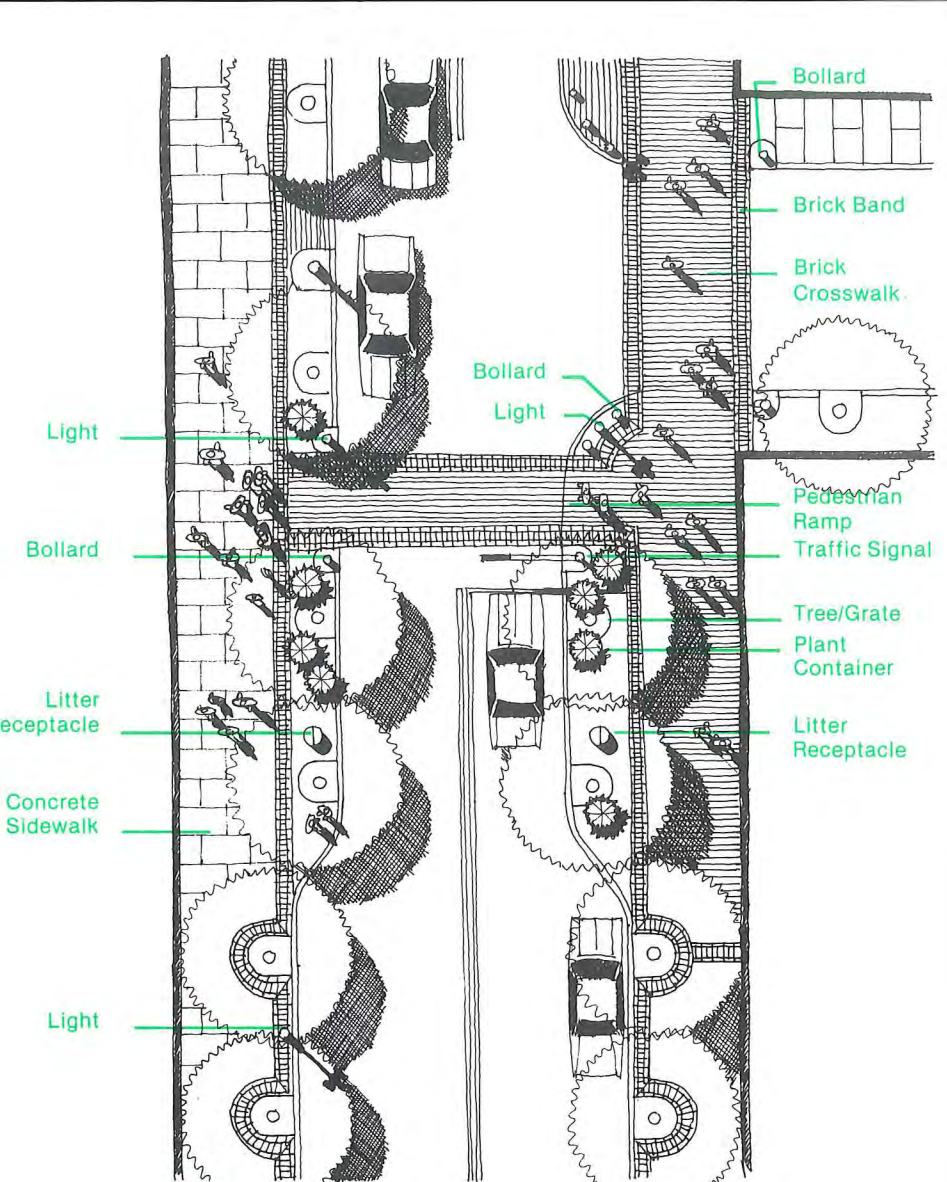 Bollard
Brick Band
Brick
Crosswalk
Bollard
Light
Light
Pedestrian
Ramp
Bollard
Traffic Signal
Tree/Grate
Plant
Container
Litter
eceptacle
Litter
Receptacle
Concrete
Sidewalk
Light